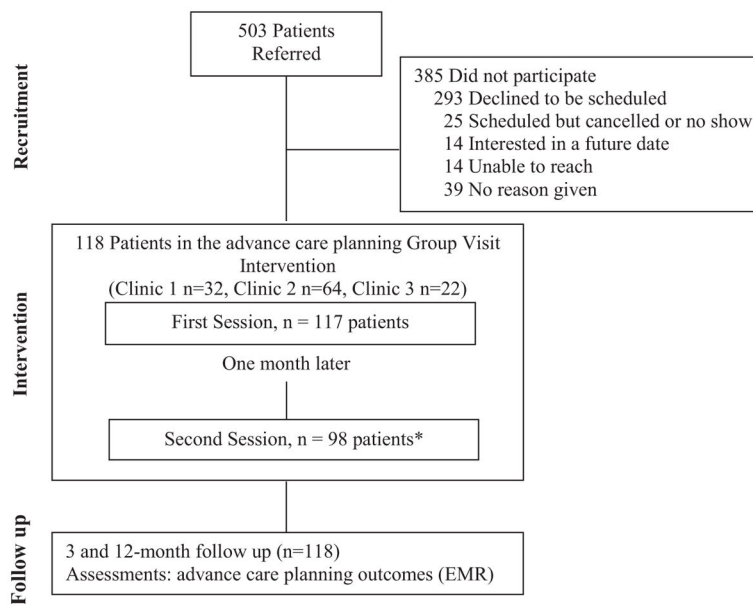 Recruitment
503 Patients
Referred
385 Did not participate
293 Declined to be scheduled
25 Scheduled but cancelled or no show
14 Interested in a future date
14 Unable to reach
39 No reason given
Intervention
118 Patients in the advance care planning Group Visit
Intervention
(Clinic 1 n=32, Clinic 2 n=64, Clinic 3 n=22)
First Session, n = 117 patients
One month later
Second Session, n = 98 patients*
Follow up
3 and 12-month follow up (n=118)
Assessments: advance care planning outcomes (EMR)